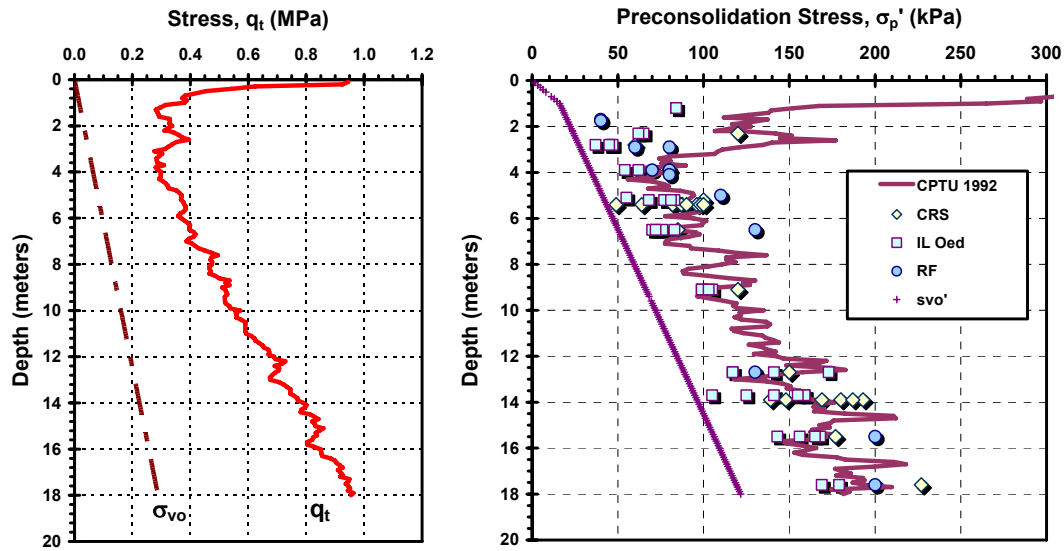 Stress, qt (MPa)
0.0 0.2 0.4 0.6 0.8 1.0 1.2
0
2
4
6
8
10
12
14
16
18
20
Depth (meters)
σvo
qt
Preconsolidation Stress, σp' (kPa)
0 50 100 150 200 250 300
0
2
4
6
8
10
12
14
16
18
20
Depth (meters)
CPTU 1992
CRS
IL Oed
RF
svo'